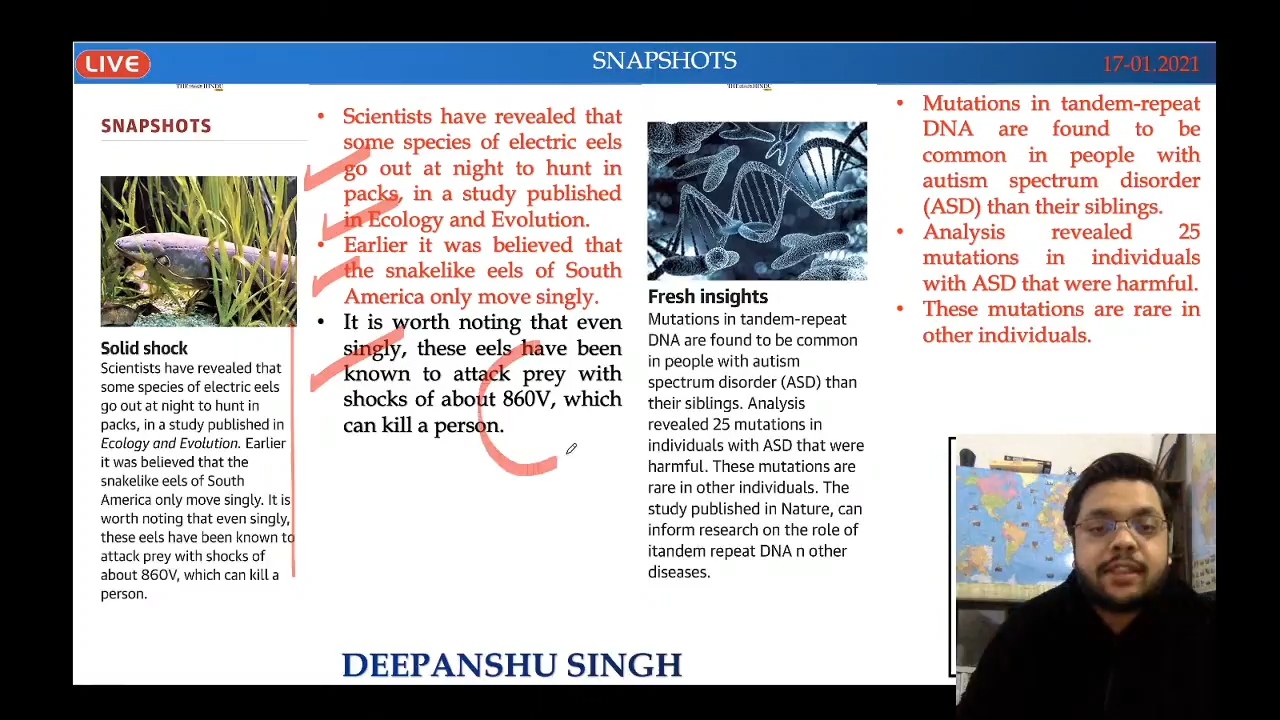 LIVE
SNAPSHOTS
17-01.2021
THE HINDU
SNAPSHOTS
Solid shock
Scientists have revealed that
some species of electric eels
go out at night to hunt in
packs, in a study published in
Ecology and Evolution. Earlier
it was believed that the
snakelike eels of South
America only move singly. It is
worth noting that even singly,
these eels have been known to
attack prey with shocks of
about 860V, which can kill a
person.
• Scientists have revealed that
some species of electric eels
go out at night to hunt in
packs, in a study published
in Ecology and Evolution.
• Earlier it was believed that
the snakelike eels of South
America only move singly.
• It is worth noting that even
singly, these eels have been
known to attack prey with
shocks of about 860V, which
can kill a person.
THE HINDU
Fresh insights
Mutations in tandem-repeat
DNA are found to be common
in people with autism
spectrum disorder (ASD) than
their siblings. Analysis
revealed 25 mutations in
individuals with ASD that were
harmful. These mutations are
rare in other individuals. The
study published in Nature, can
inform research on the role of
itandem repeat DNA n other
diseases.
• Mutations in tandem-repeat
DNA are found to be
common in people with
autism spectrum disorder
(ASD) than their siblings.
• Analysis revealed 25
mutations in individuals
with ASD that were harmful.
• These mutations are rare in
other individuals.
DEEPANSHU SINGH